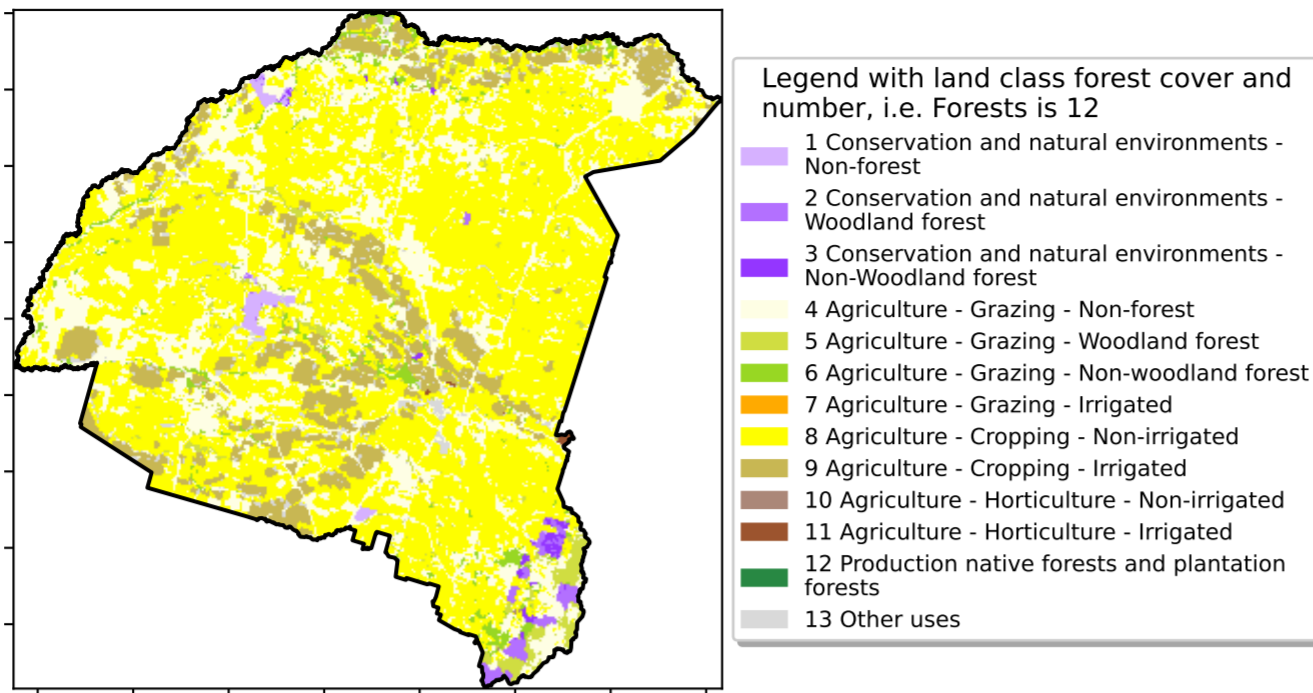 Legend with land class forest cover and
number, i.e. Forests is 12
1 Conservation and natural environments -
Non-forest
2 Conservation and natural environments -
Woodland forest
3 Conservation and natural environments -
Non-Woodland forest
4 Agriculture - Grazing - Non-forest
5 Agriculture - Grazing - Woodland forest
6 Agriculture - Grazing - Non-woodland forest
7 Agriculture - Grazing - Irrigated
8 Agriculture - Cropping - Non-irrigated
9 Agriculture - Cropping - Irrigated
10 Agriculture - Horticulture - Non-irrigated
11 Agriculture - Horticulture - Irrigated
12 Production native forests and plantation
forests
13 Other uses